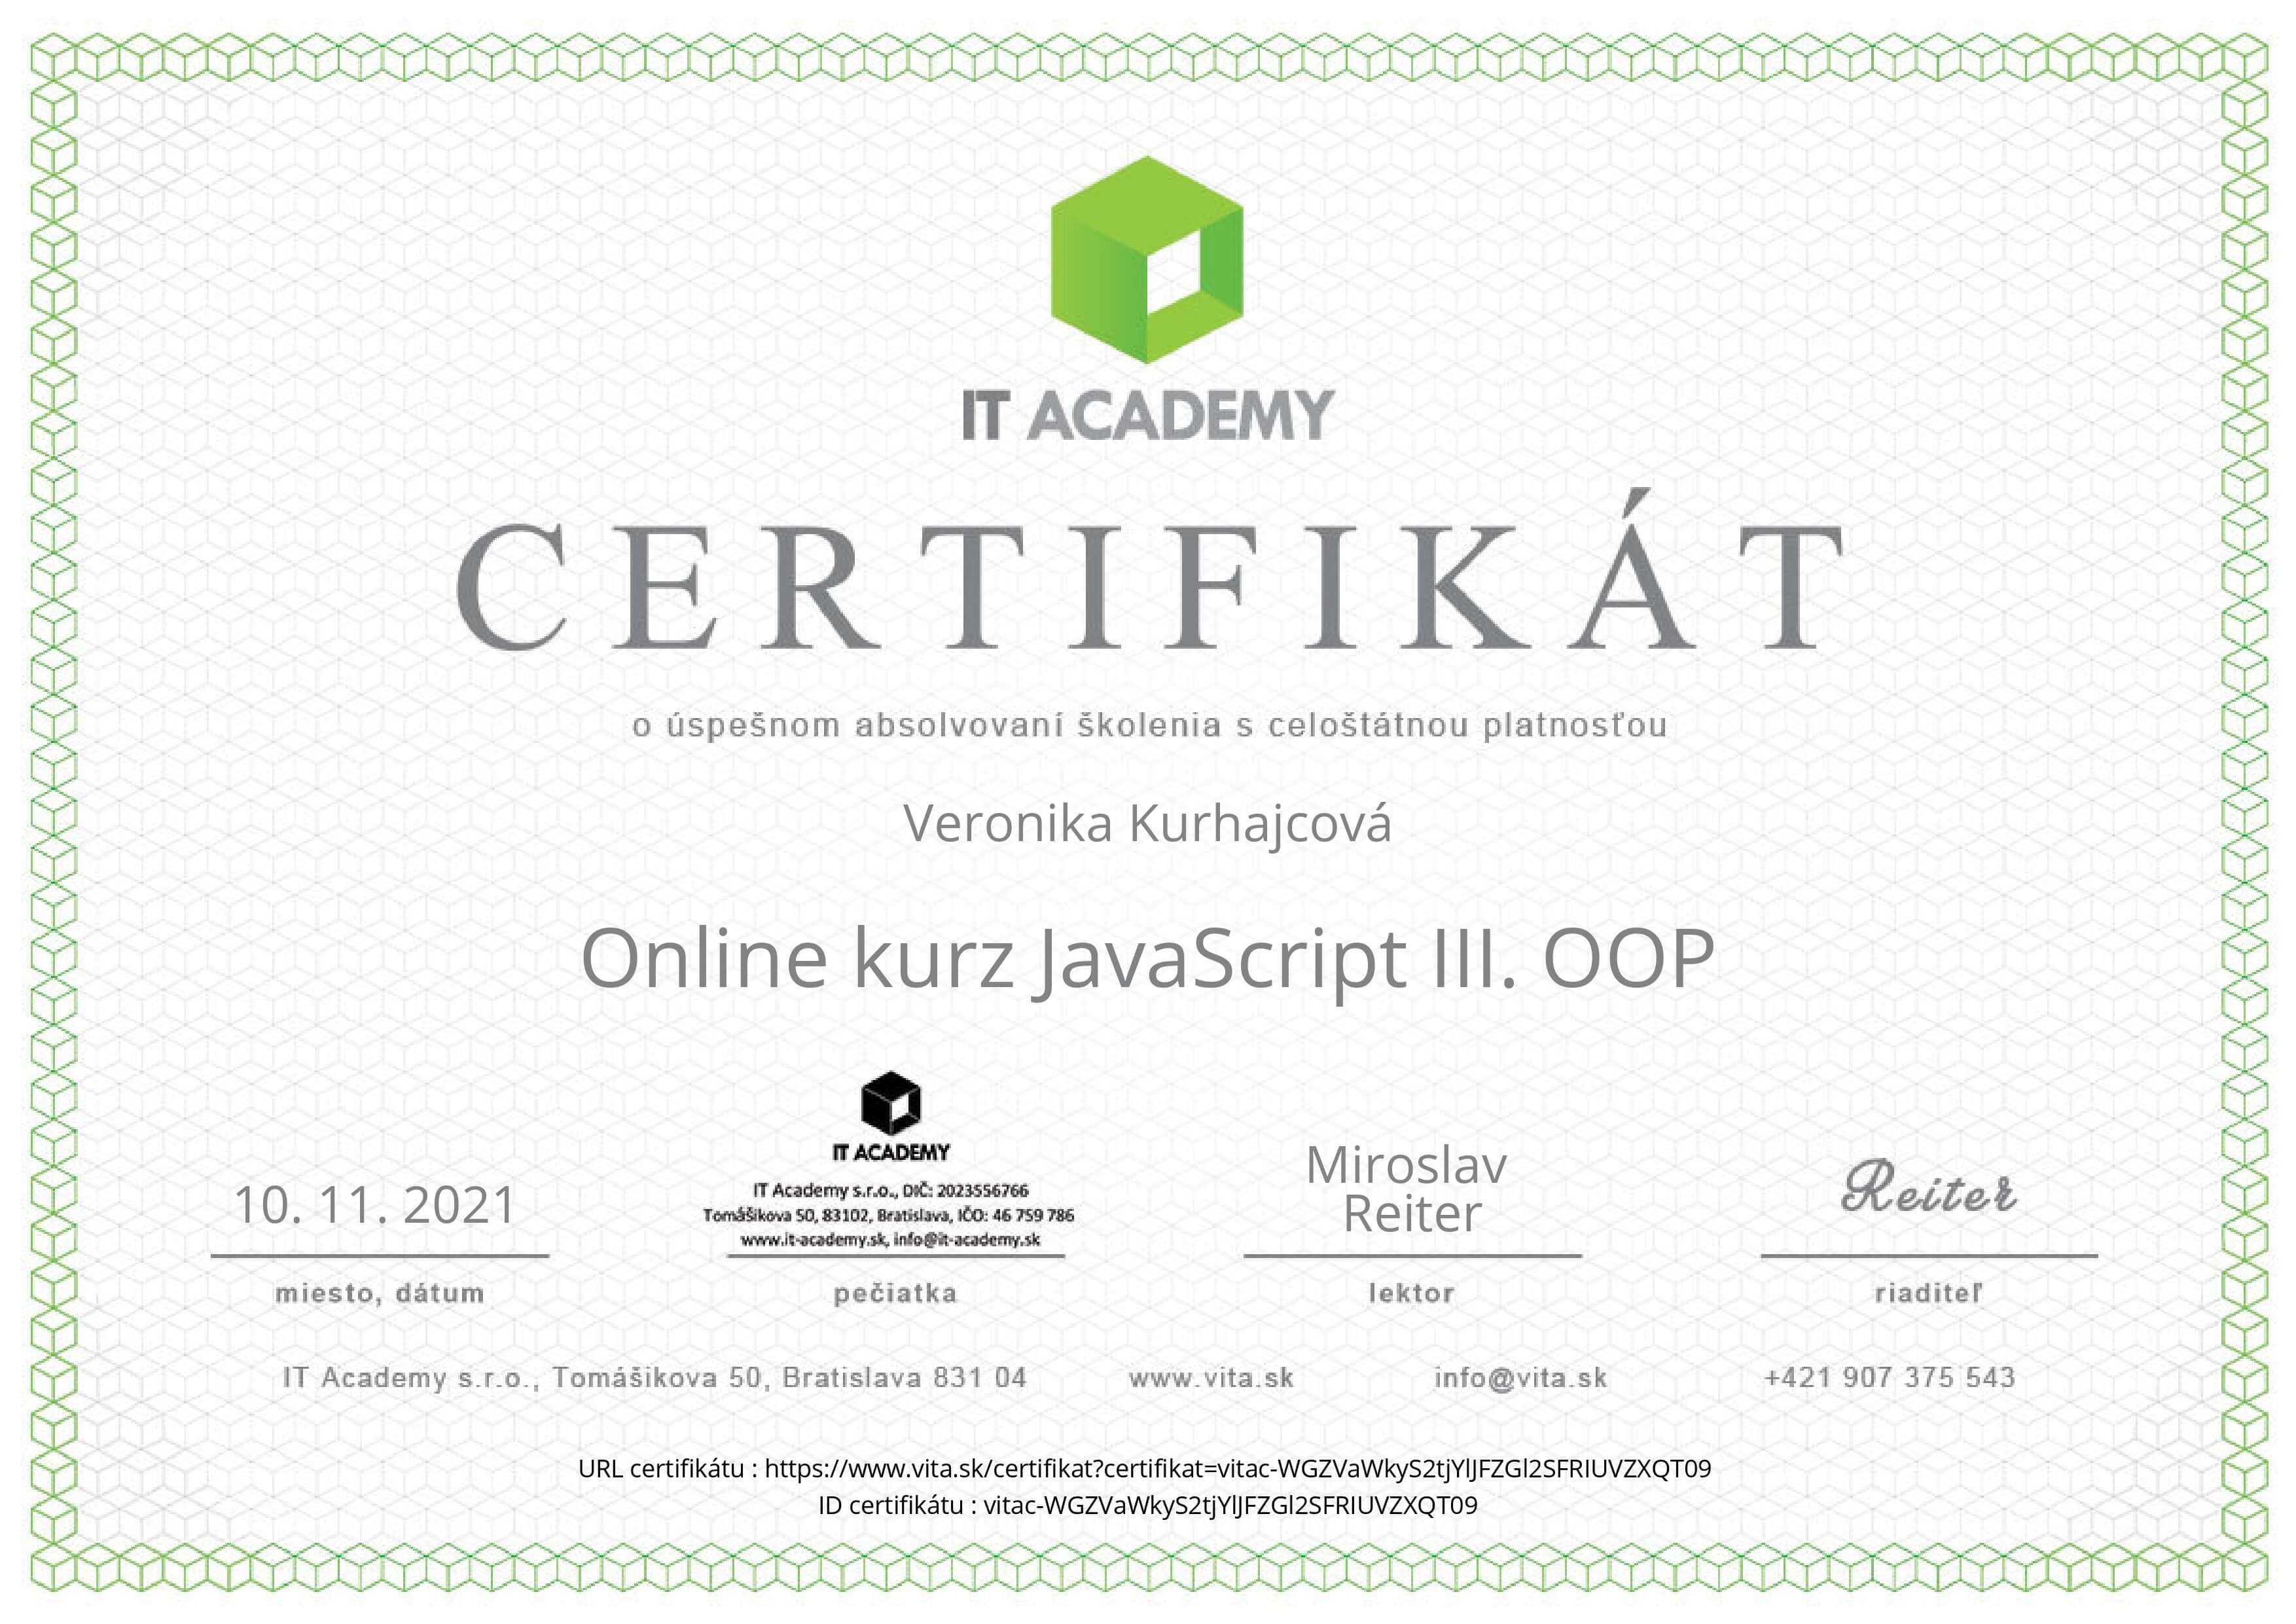 IT ACADEMY
CERTIFIKÁT
o úspešnom absolvovaní školenia s celoštátnou platnosťou
Veronika Kurhajcová
Online kurz JavaScript III. OOP
IT ACADEMY
IT Academy s.r.o., DIČ: 2023556766
Tomášikova 50, 83102, Bratislava, IČO: 46 759 786
www.it-academy.sk, info@it-academy.sk
10. 11. 2021
Miroslav
Reiter
Reiter
miesto, dátum pečiatka lektor riaditeľ
IT Academy s.r.o., Tomášikova 50, Bratislava 831 04 www.vita.sk info@vita.sk +421 907 375 543
URL certifikátu : https://www.vita.sk/certifikat?certifikat=vitac-WGZVaWkyS2tjYlJFZGl2SFRIUVZXQT09
ID certifikátu : vitac-WGZVaWkyS2tjYlJFZGl2SFRIUVZXQT09